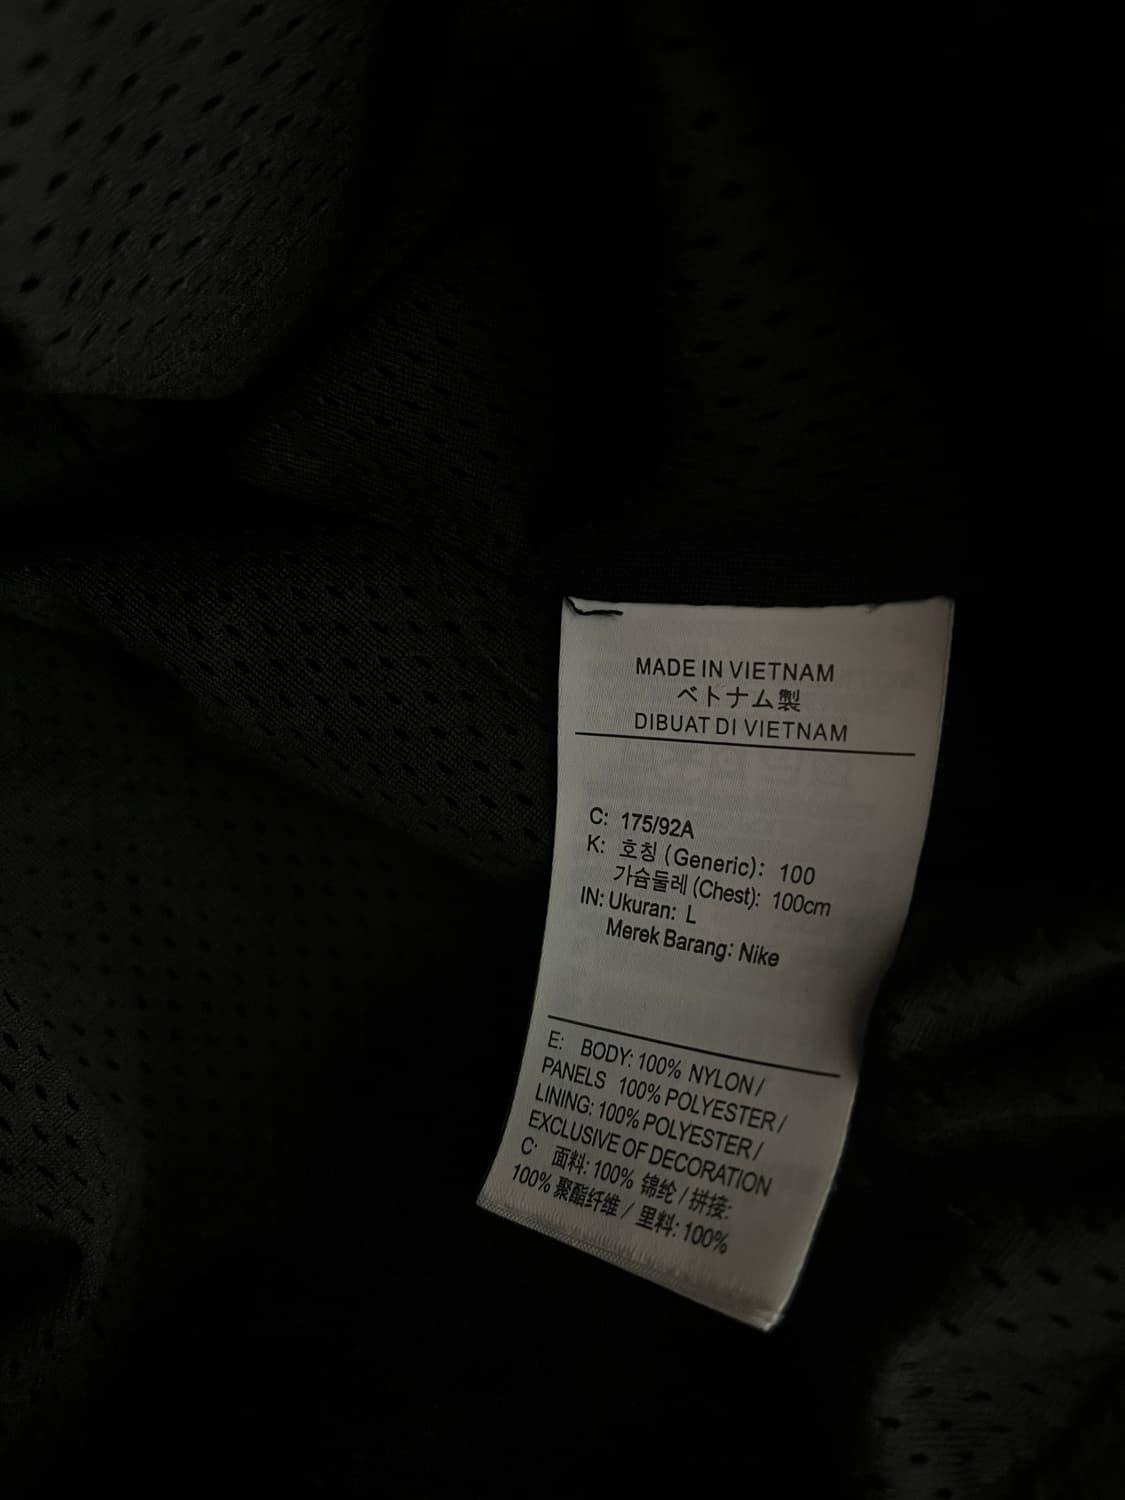 MADE IN VIETNAM
ベトナム製
DIBUAT DI VIETNAM
C: 175/92A
K: 호칭 (Generic): 100
가슴둘레 (Chest): 100cm
IN: Ukuran: L
Merek Barang: Nike
E: BODY: 100% NYLON /
PANELS 100% POLYESTER /
LINING: 100% POLYESTER /
EXCLUSIVE OF DECORATION
C: 面料: 100% 锦纶 / 拼接:
100% 聚酯纤维 / 里料: 100%